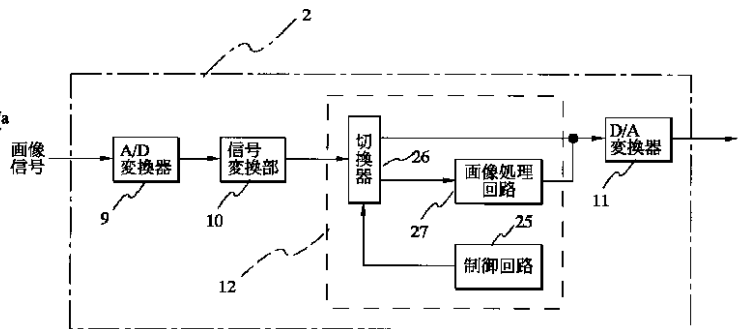 2
a
画像
信号
A/D
変換器
9
信号
変換部
10
切換器
26
画像処理
回路
27
25
制御回路
12
D/A
変換器
11